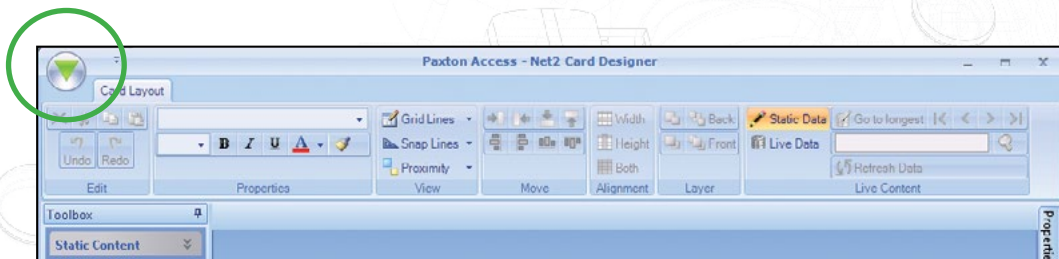 Paxton Access - Net2 Card Designer
Card Layout
Grid Lines Width Back Static Data Go to longest
Undo Redo B I U A Snap Lines Height Front Live Data
Proximity Both Refresh Data
Edit Properties View Move Alignment Layer Live Content
Toolbox
Static Content
Propertie